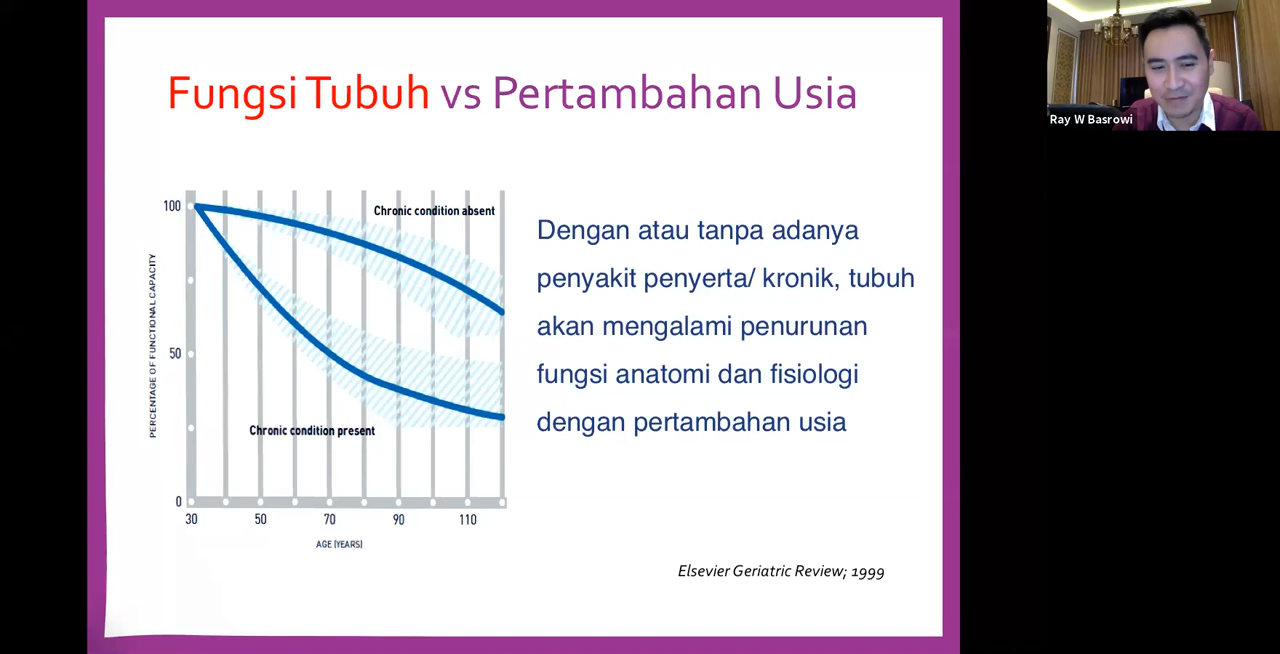 Fungsi Tubuh vs Pertambahan Usia
Ray W Basrowi
100
50
0
PERCENTAGE OF FUNCTIONAL CAPACITY
Chronic condition absent
Chronic condition present
30 50 70 90 110
AGE (YEARS)
Dengan atau tanpa adanya
penyakit penyerta/ kronik, tubuh
akan mengalami penurunan
fungsi anatomi dan fisiologi
dengan pertambahan usia
Elsevier Geriatric Review; 1999